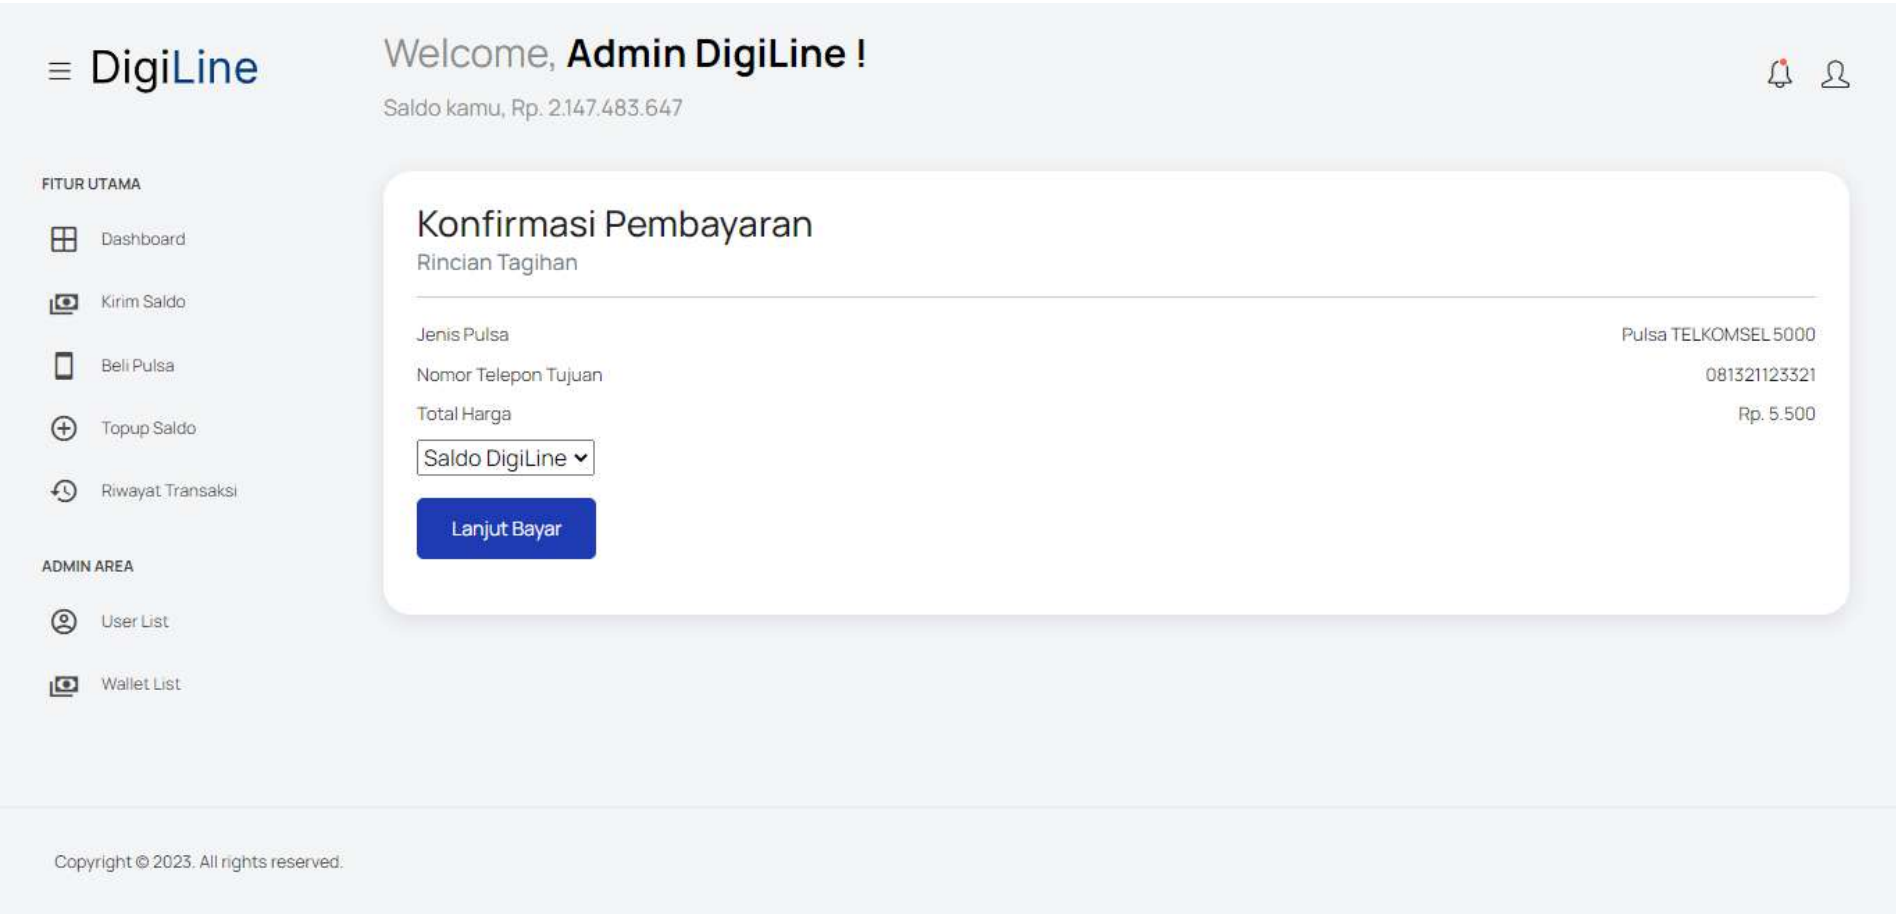 DigiLine
Welcome, Admin DigiLine !
Saldo kamu, Rp. 2.147.483.647
FITUR UTAMA
Dashboard
Kirim Saldo
Beli Pulsa
Topup Saldo
Riwayat Transaksi
ADMIN AREA
User List
Wallet List
Konfirmasi Pembayaran
Rincian Tagihan
Jenis Pulsa Pulsa TELKOMSEL 5000
Nomor Telepon Tujuan 081321123321
Total Harga Rp. 5.500
Saldo DigiLine
Lanjut Bayar
Copyright © 2023. All rights reserved.